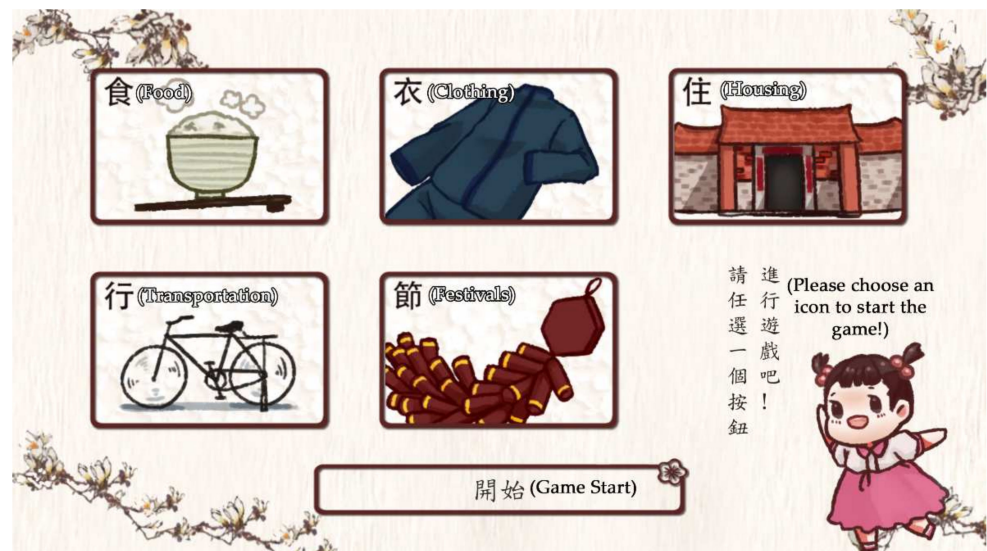 食 (Food)
衣 (Clothing)
住 (Housing)
行 (Transportation)
節 (Festivals)
請任選一個按鈕
進行遊戲吧！
(Please choose an
icon to start the
game!)
開始 (Game Start)